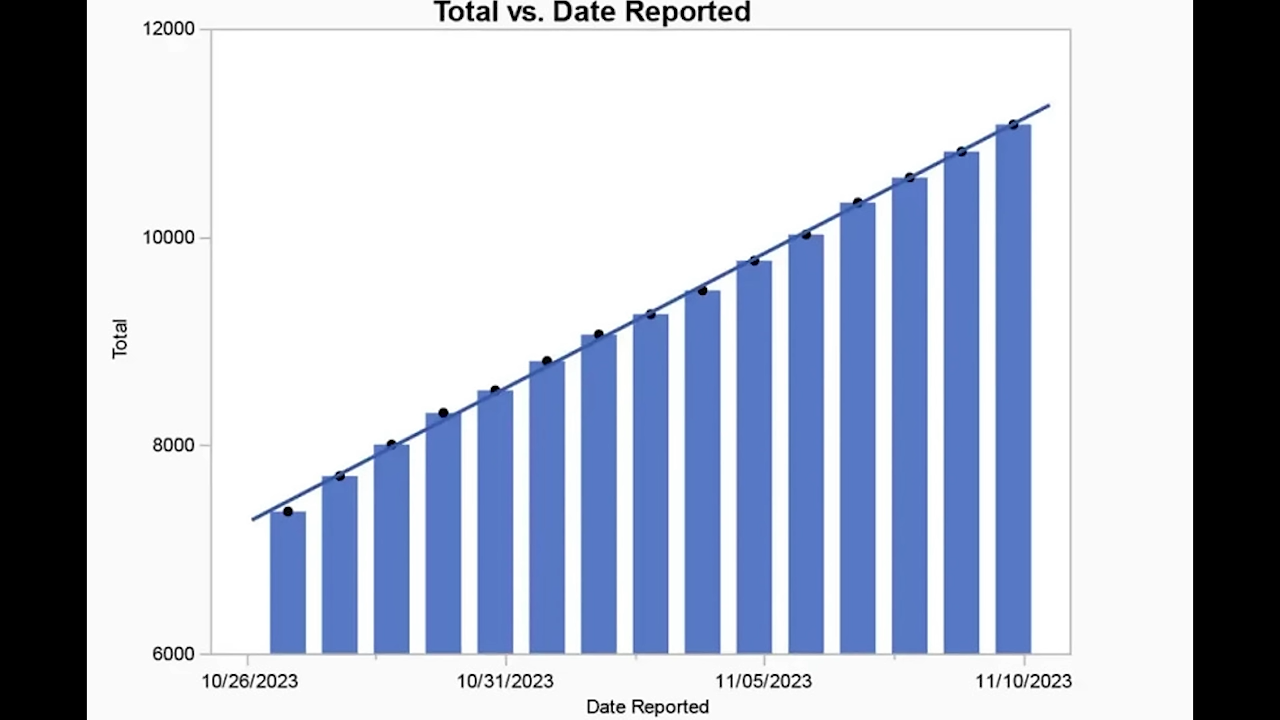 Total vs. Date Reported
12000
10000
8000
6000
Total
10/26/2023 10/31/2023 11/05/2023 11/10/2023
Date Reported